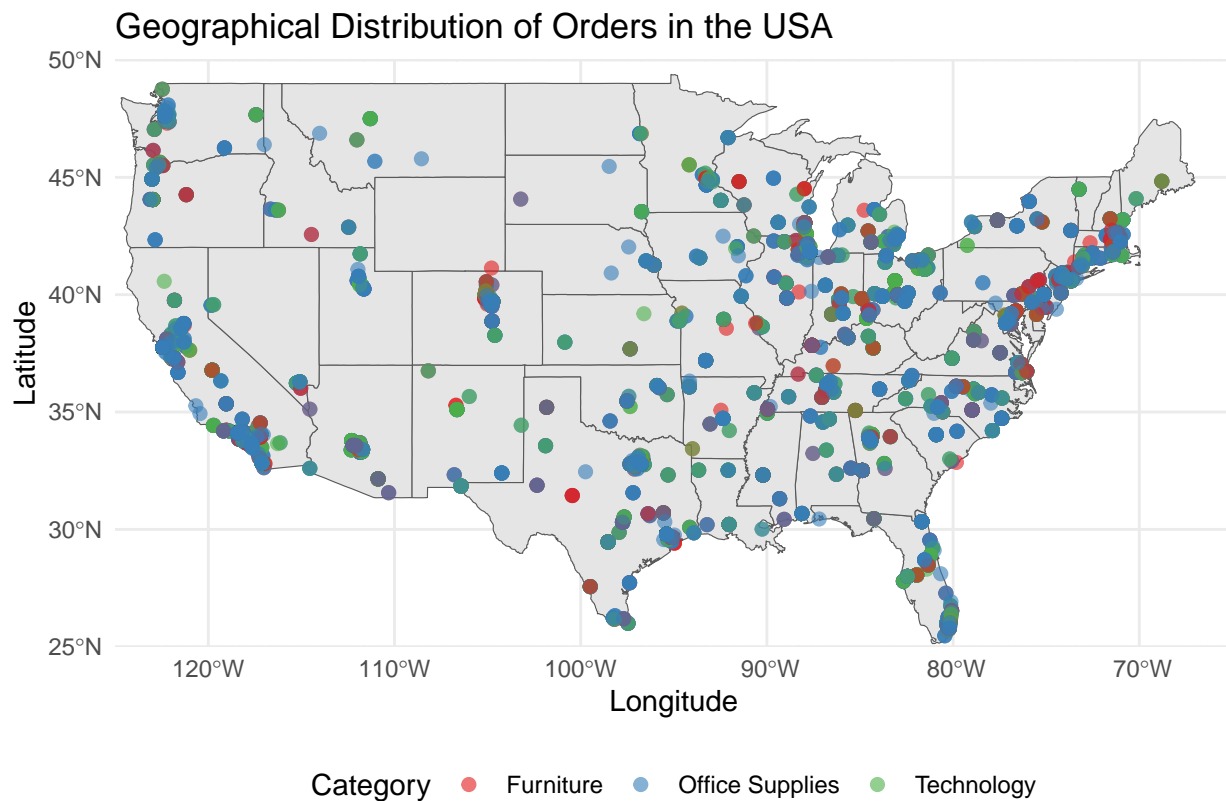 Geographical Distribution of Orders in the USA
50°N
45°N
40°N
35°N
30°N
25°N
Latitude
120°W 110°W 100°W 90°W 80°W 70°W
Longitude
Category Furniture Office Supplies Technology